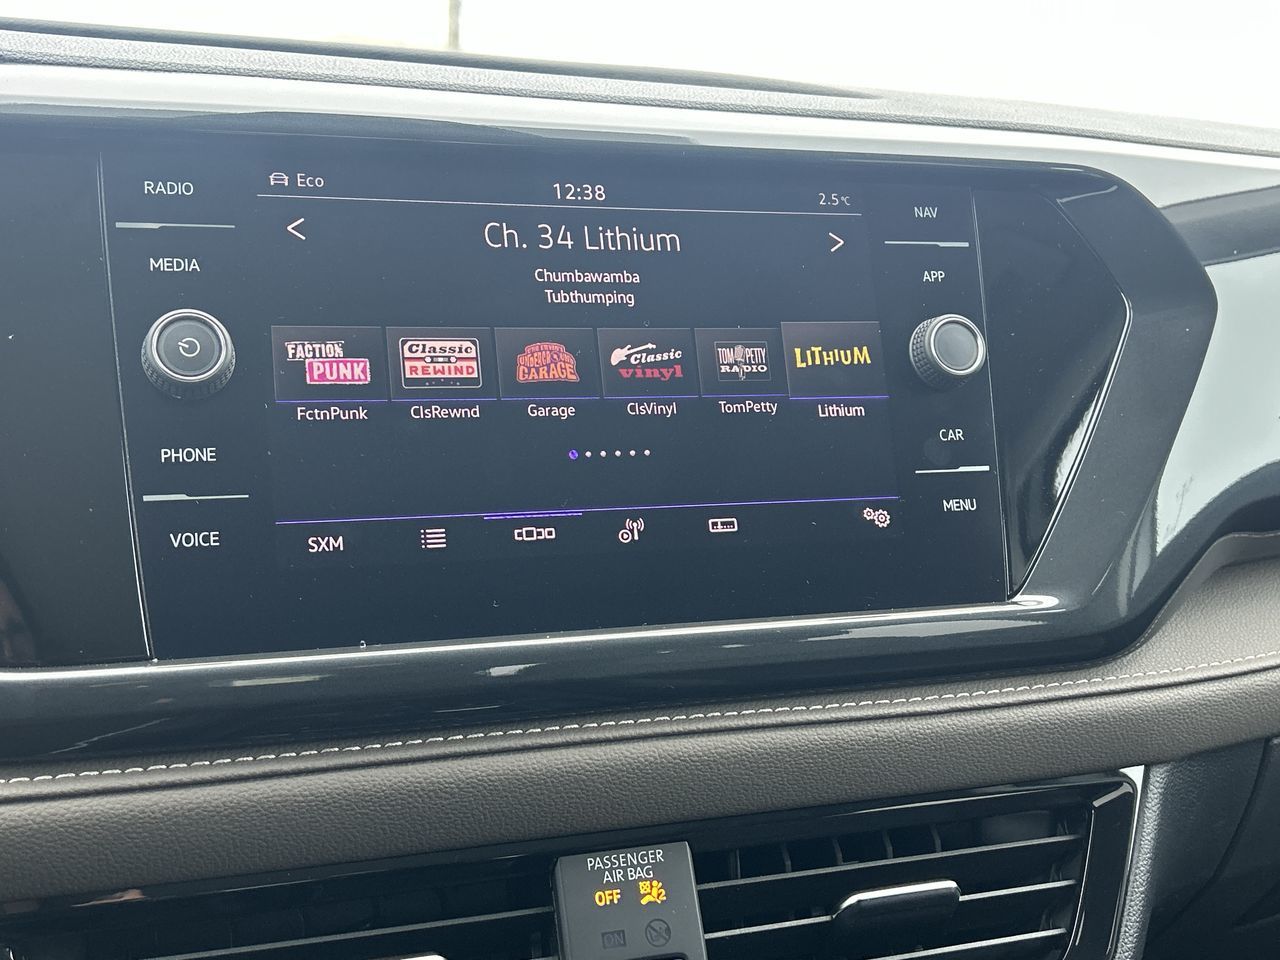 RADIO
MEDIA
PHONE
VOICE
Eco
12:38
2.5°C
< Ch. 34 Lithium >
Chumbawamba
Tubthumping
FACTION
PUNK
Classic
REWIND
UNDERGROUND
GARAGE
Classic
vinyl
TOM PETTY
RADIO
LITHIUM
FctnPunk
ClsRewnd
Garage
ClsVinyl
TomPetty
Lithium
SXM
NAV
APP
CAR
MENU
PASSENGER
AIR BAG
OFF
2
ON